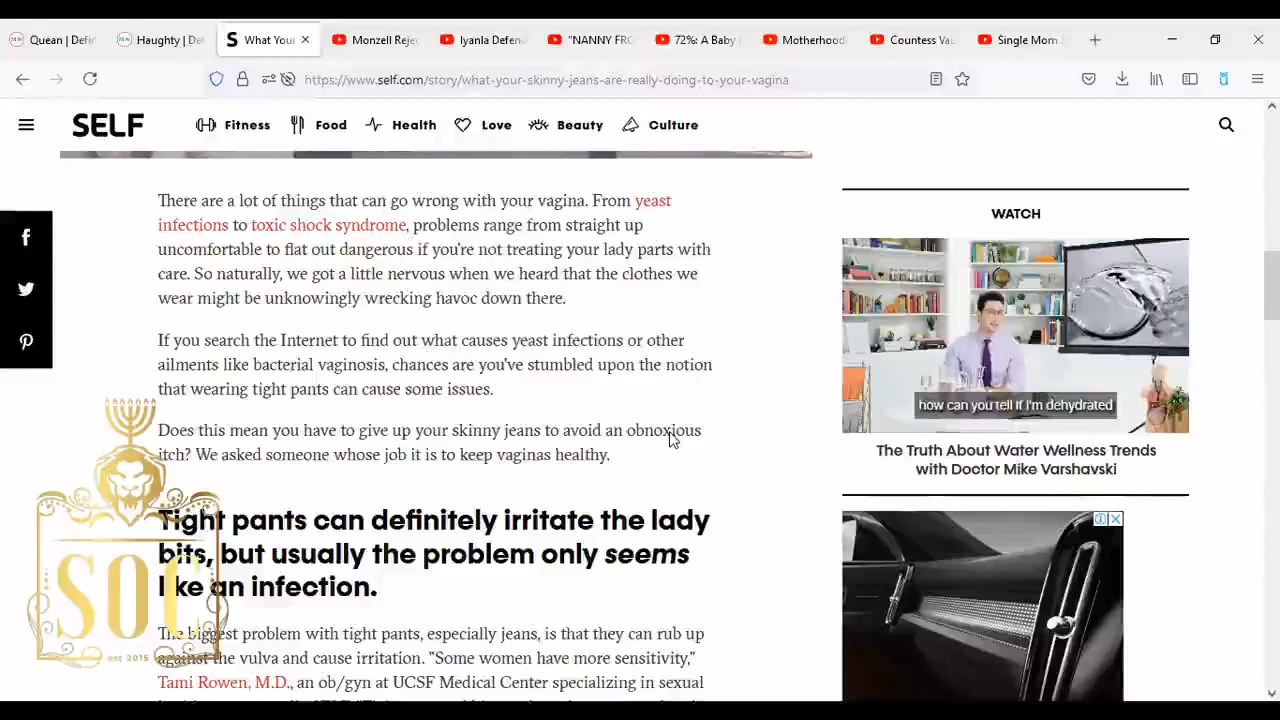 Quean | Defin
Haughty | De
S What You
Monzell Reje
Iyanla Defen
"NANNY FRO
72%: A Baby
Motherhood
Countess Va
Single Mom
https://www.self.com/story/what-your-skinny-jeans-are-really-doing-to-your-vagina
SELF Fitness Food Health Love Beauty Culture
There are a lot of things that can go wrong with your vagina. From yeast
infections to toxic shock syndrome, problems range from straight up
uncomfortable to flat out dangerous if you're not treating your lady parts with
care. So naturally, we got a little nervous when we heard that the clothes we
wear might be unknowingly wrecking havoc down there.
If you search the Internet to find out what causes yeast infections or other
ailments like bacterial vaginosis, chances are you've stumbled upon the notion
that wearing tight pants can cause some issues.
Does this mean you have to give up your skinny jeans to avoid an obnoxious
itch? We asked someone whose job it is to keep vaginas healthy.
Tight pants can definitely irritate the lady
bits, but usually the problem only seems
like an infection.
The biggest problem with tight pants, especially jeans, is that they can rub up
against the vulva and cause irritation. "Some women have more sensitivity,"
Tami Rowen, M.D., an ob/gyn at UCSF Medical Center specializing in sexual
WATCH
how can you tell if I'm dehydrated
The Truth About Water Wellness Trends
with Doctor Mike Varshavski
SOC
est 2015